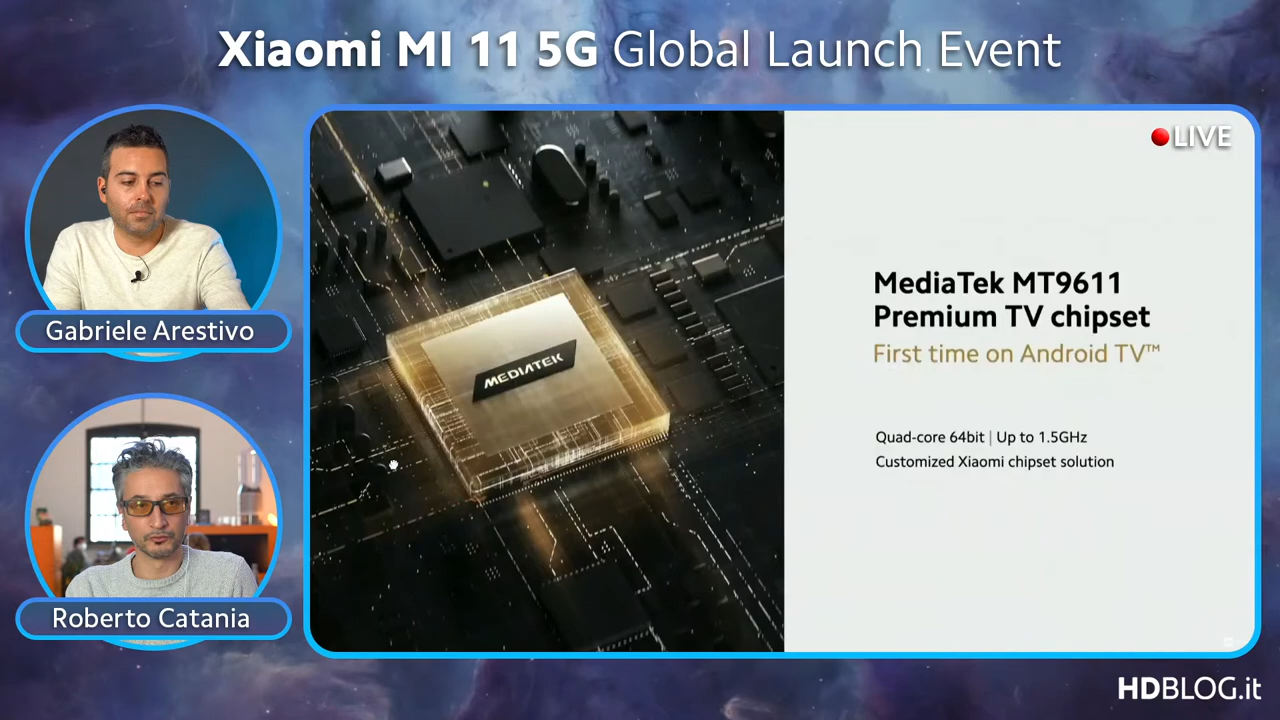 Xiaomi MI 11 5G Global Launch Event
LIVE
Gabriele Arestivo
Roberto Catania
MEDIATEK
MediaTek MT9611
Premium TV chipset
First time on Android TV™
Quad-core 64bit | Up to 1.5GHz
Customized Xiaomi chipset solution
HDBLOG.it